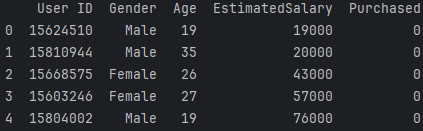 User ID Gender Age EstimatedSalary Purchased
0 15624510 Male 19 19000 0
1 15810944 Male 35 20000 0
2 15668575 Female 26 43000 0
3 15603246 Female 27 57000 0
4 15804002 Male 19 76000 0